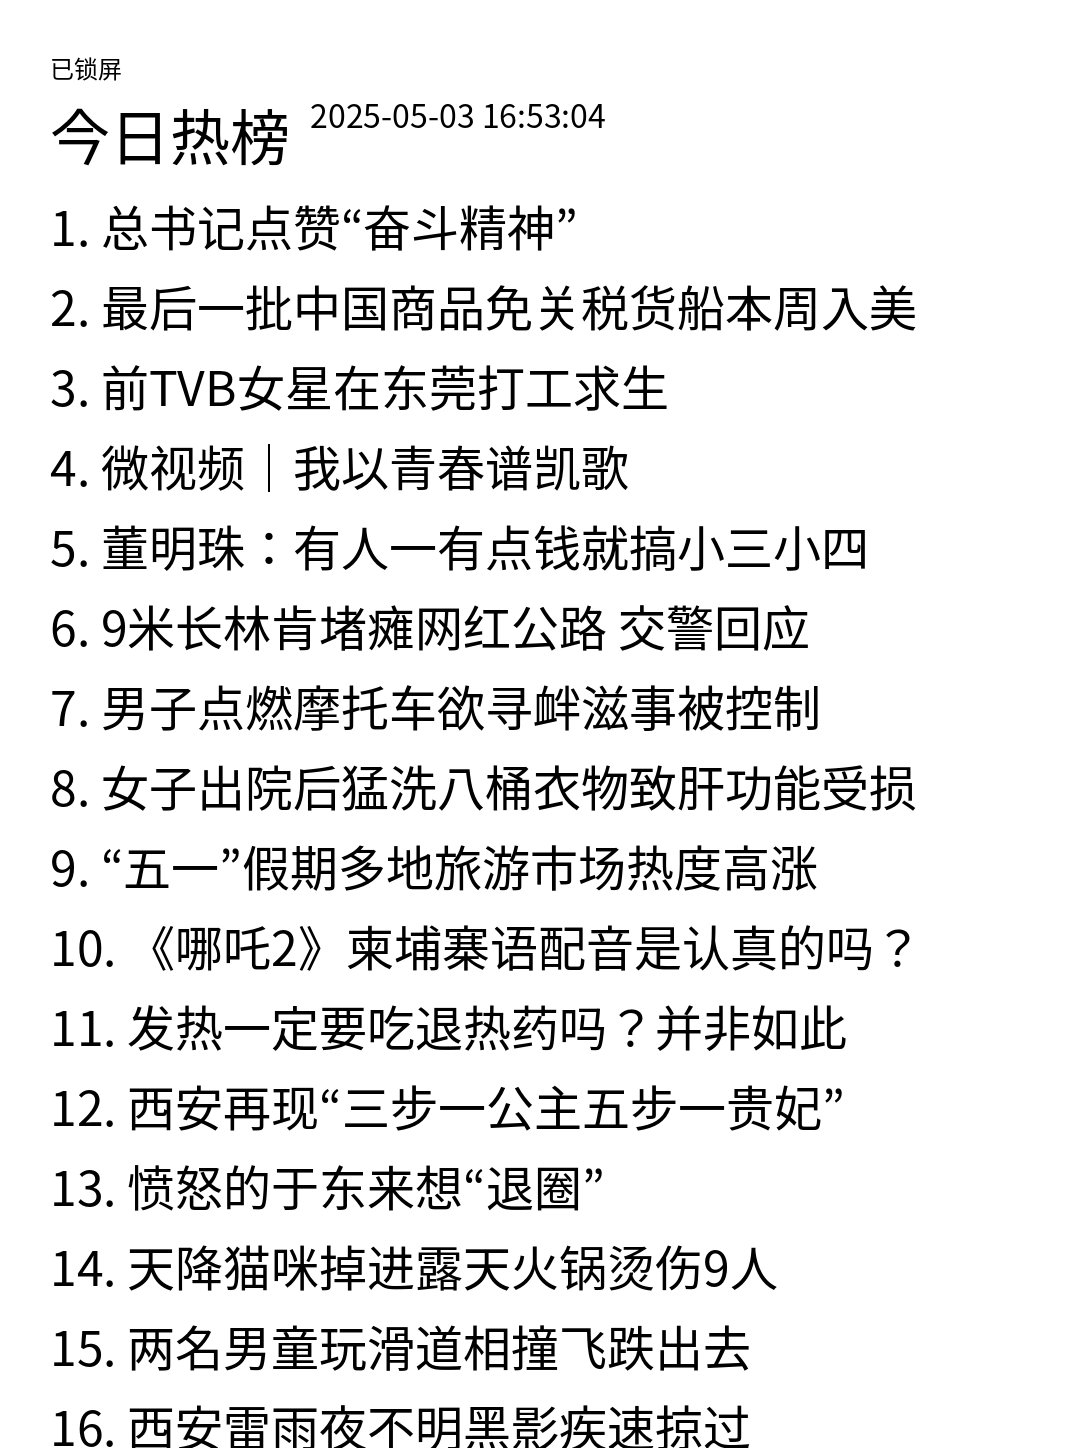 已锁屏
今日热榜 2025-05-03 16:53:04
1. 总书记点赞“奋斗精神”
2. 最后一批中国商品免关税货船本周入美
3. 前TVB女星在东莞打工求生
4. 微视频｜我以青春谱凯歌
5. 董明珠：有人一有点钱就搞小三小四
6. 9米长林肯堵瘫网红公路 交警回应
7. 男子点燃摩托车欲寻衅滋事被控制
8. 女子出院后猛洗八桶衣物致肝功能受损
9. “五一”假期多地旅游市场热度高涨
10. 《哪吒2》柬埔寨语配音是认真的吗？
11. 发热一定要吃退热药吗？并非如此
12. 西安再现“三步一公主五步一贵妃”
13. 愤怒的于东来想“退圈”
14. 天降猫咪掉进露天火锅烫伤9人
15. 两名男童玩滑道相撞飞跌出去
16. 西安雷雨夜不明黑影疾速掠过